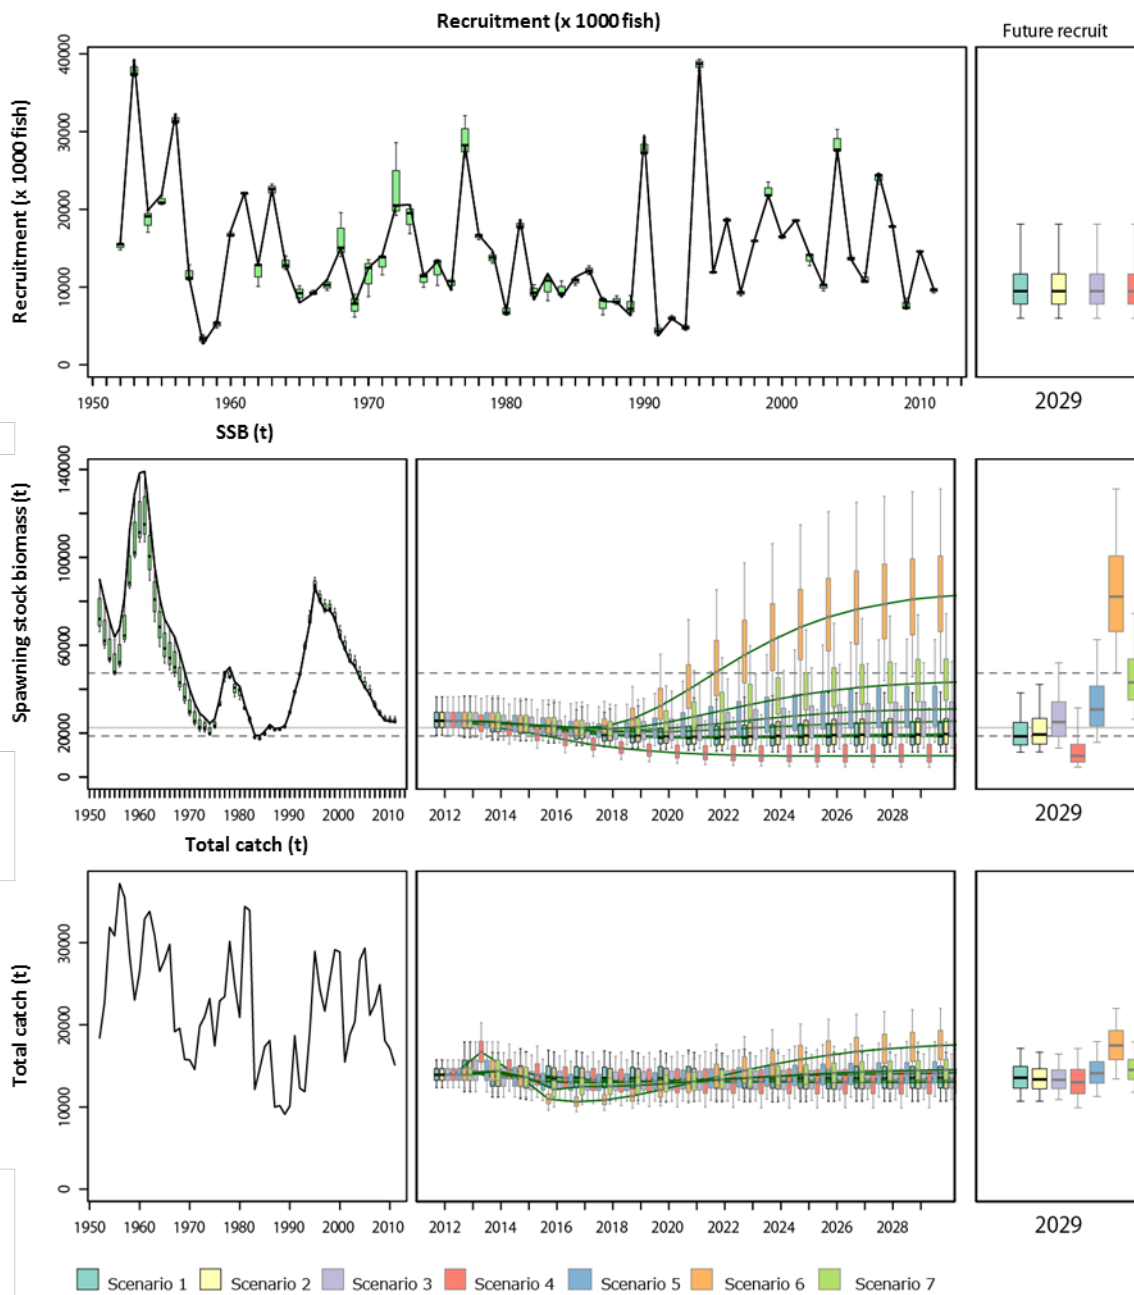 Recruitment (x 1000 fish)
Future recruit
Recruitment (x 1000 fish)
40000
30000
20000
10000
0
1950 1960 1970 1980 1990 2000 2010
2029
SSB (t)
Spawning stock biomass (t)
140000
100000
60000
20000
0
1950 1960 1970 1980 1990 2000 2010
2012 2014 2016 2018 2020 2022 2024 2026 2028
2029
Total catch (t)
Total catch (t)
30000
20000
10000
0
1950 1960 1970 1980 1990 2000 2010
2012 2014 2016 2018 2020 2022 2024 2026 2028
2029
Scenario 1 Scenario 2 Scenario 3 Scenario 4 Scenario 5 Scenario 6 Scenario 7